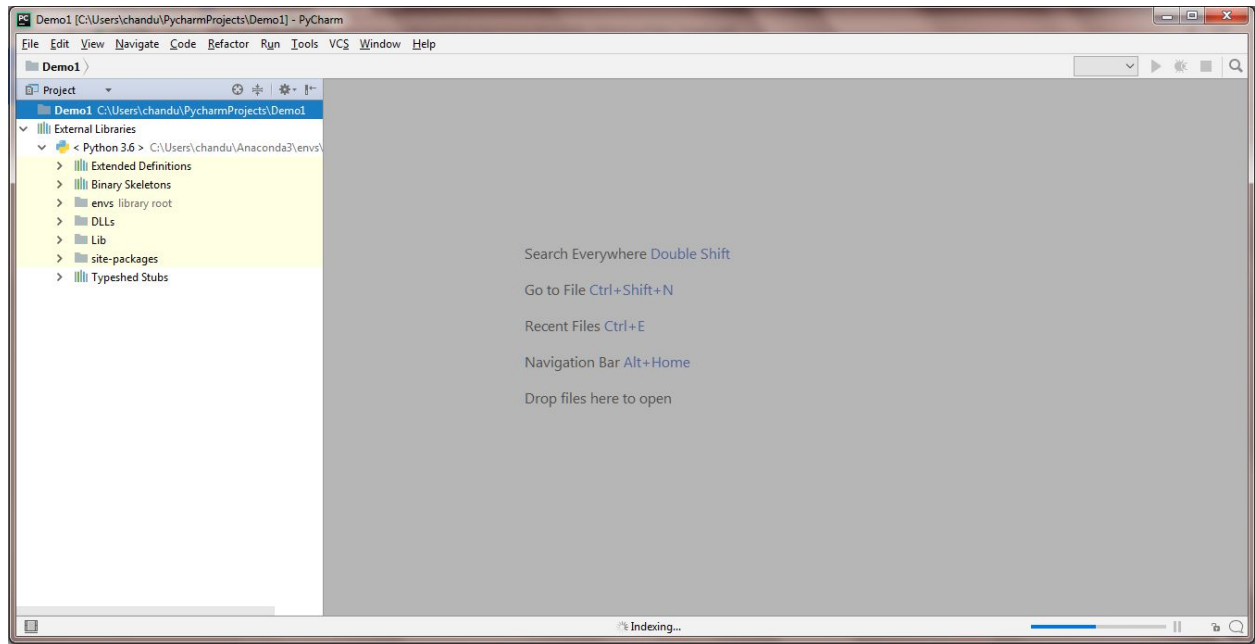 PC Demo1 [C:\Users\chandu\PycharmProjects\Demo1] - PyCharm
File Edit View Navigate Code Refactor Run Tools VCS Window Help
Demo1
Project
Demo1 C:\Users\chandu\PycharmProjects\Demo1
External Libraries
< Python 3.6 > C:\Users\chandu\Anaconda3\envs\
Extended Definitions
Binary Skeletons
envs library root
DLLs
Lib
site-packages
Typeshed Stubs
Search Everywhere Double Shift
Go to File Ctrl+Shift+N
Recent Files Ctrl+E
Navigation Bar Alt+Home
Drop files here to open
Indexing...